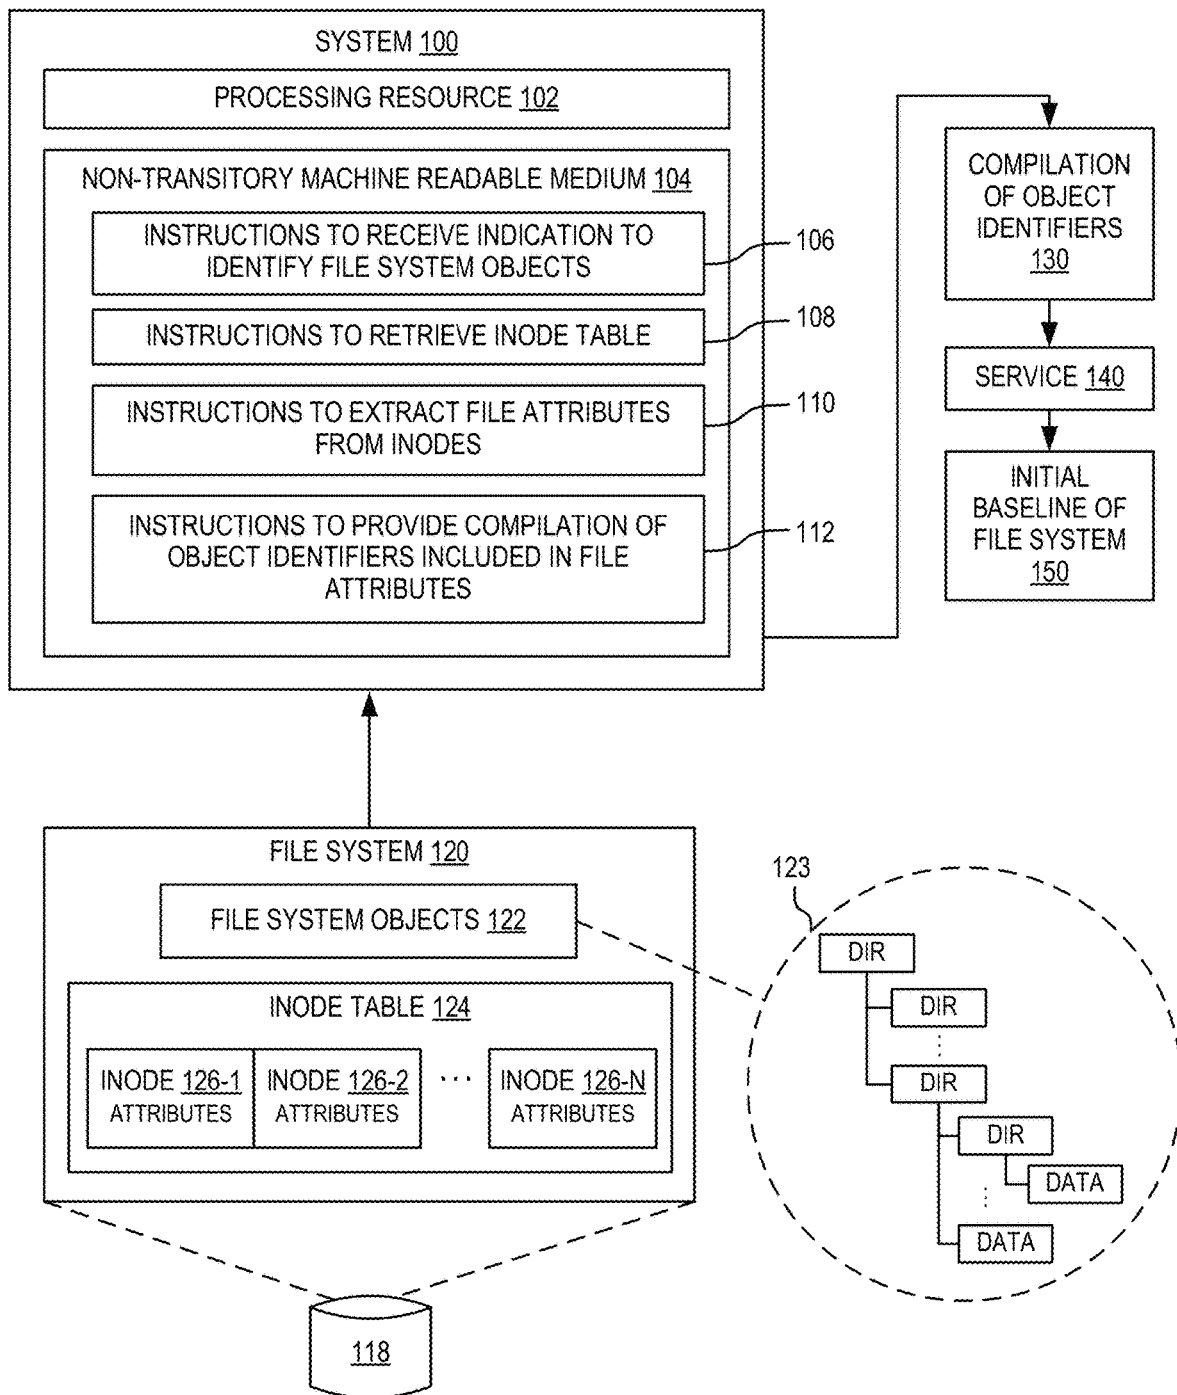 SYSTEM 100
PROCESSING RESOURCE 102
NON-TRANSITORY MACHINE READABLE MEDIUM 104
INSTRUCTIONS TO RECEIVE INDICATION TO
IDENTIFY FILE SYSTEM OBJECTS
106
INSTRUCTIONS TO RETRIEVE INODE TABLE
108
INSTRUCTIONS TO EXTRACT FILE ATTRIBUTES
FROM INODES
110
INSTRUCTIONS TO PROVIDE COMPILATION OF
OBJECT IDENTIFIERS INCLUDED IN FILE
ATTRIBUTES
112
COMPILATION
OF OBJECT
IDENTIFIERS
130
SERVICE 140
INITIAL
BASELINE OF
FILE SYSTEM
150
FILE SYSTEM 120
FILE SYSTEM OBJECTS 122
INODE TABLE 124
INODE 126-1
ATTRIBUTES
INODE 126-2
ATTRIBUTES
...
INODE 126-N
ATTRIBUTES
123
DIR
DIR
DIR
DIR
DATA
DATA
118